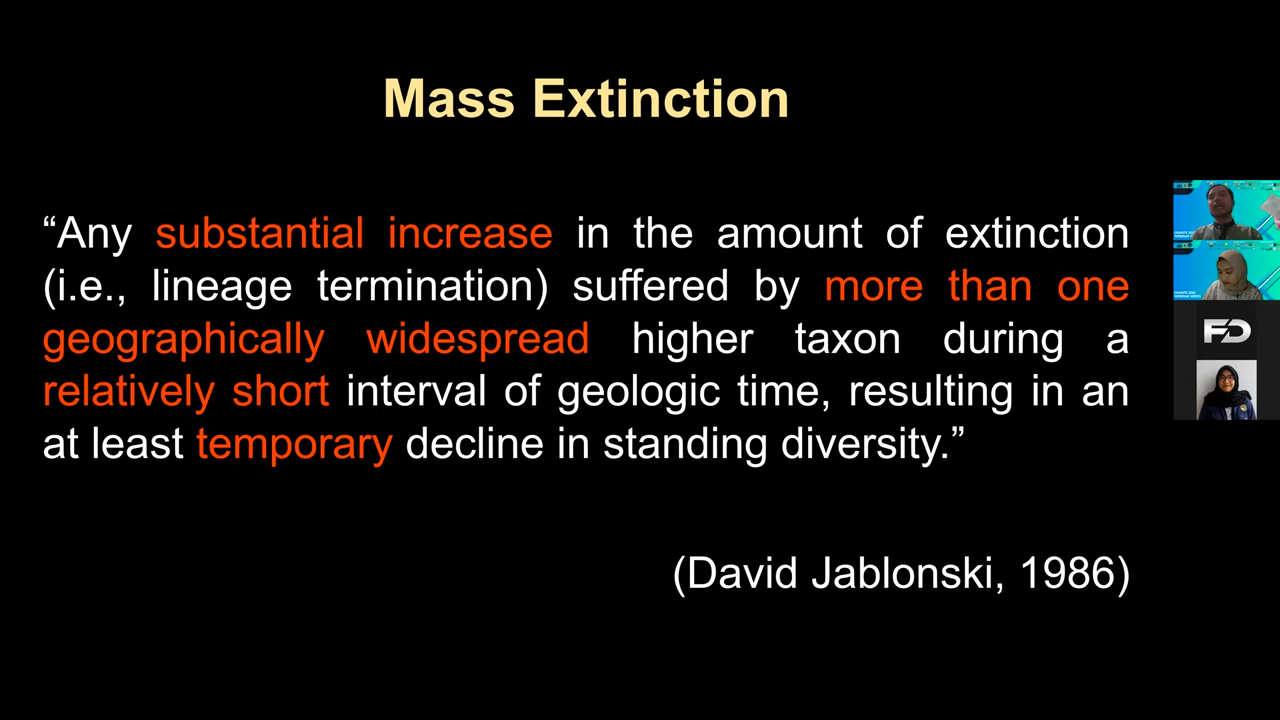 Mass Extinction
“Any substantial increase in the amount of extinction
(i.e., lineage termination) suffered by more than one
geographically widespread higher taxon during a
relatively short interval of geologic time, resulting in an
at least temporary decline in standing diversity.”
(David Jablonski, 1986)
FD